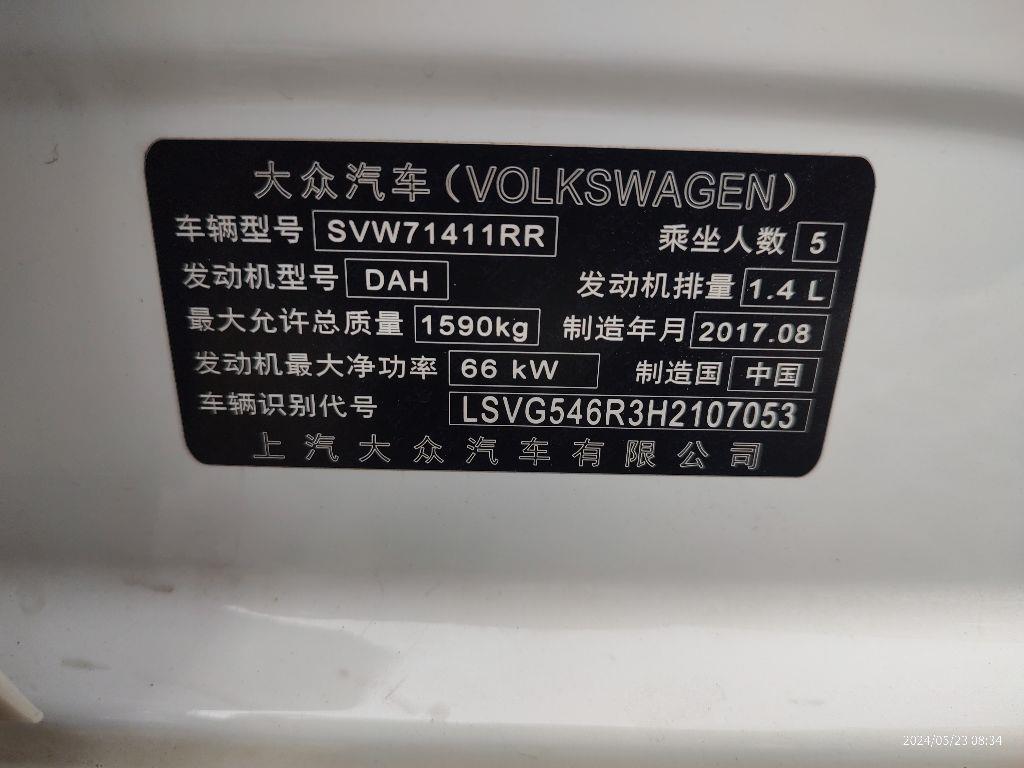 大众汽车(VOLKSWAGEN)
车辆型号 SVW71411RR 乘坐人数 5
发动机型号 DAH 发动机排量 1.4 L
最大允许总质量 1590kg 制造年月 2017.08
发动机最大净功率 66 kW 制造国 中国
车辆识别代号 LSVG546R3H2107053
上汽大众汽车有限公司
2024/05/23 08:34